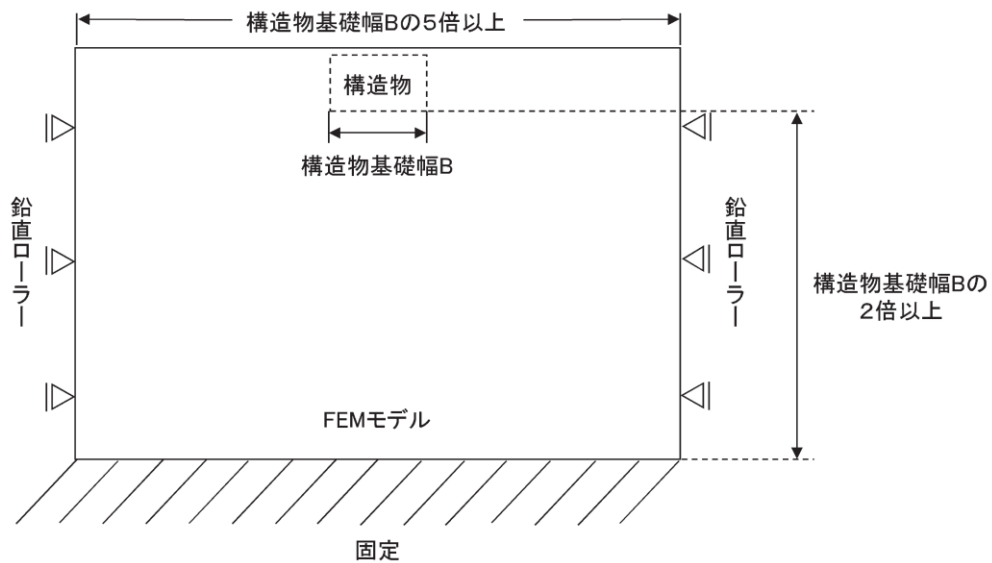 構造物基礎幅Bの5倍以上
構造物
構造物基礎幅B
鉛直ローラー
鉛直ローラー
構造物基礎幅Bの
2倍以上
FEMモデル
固定